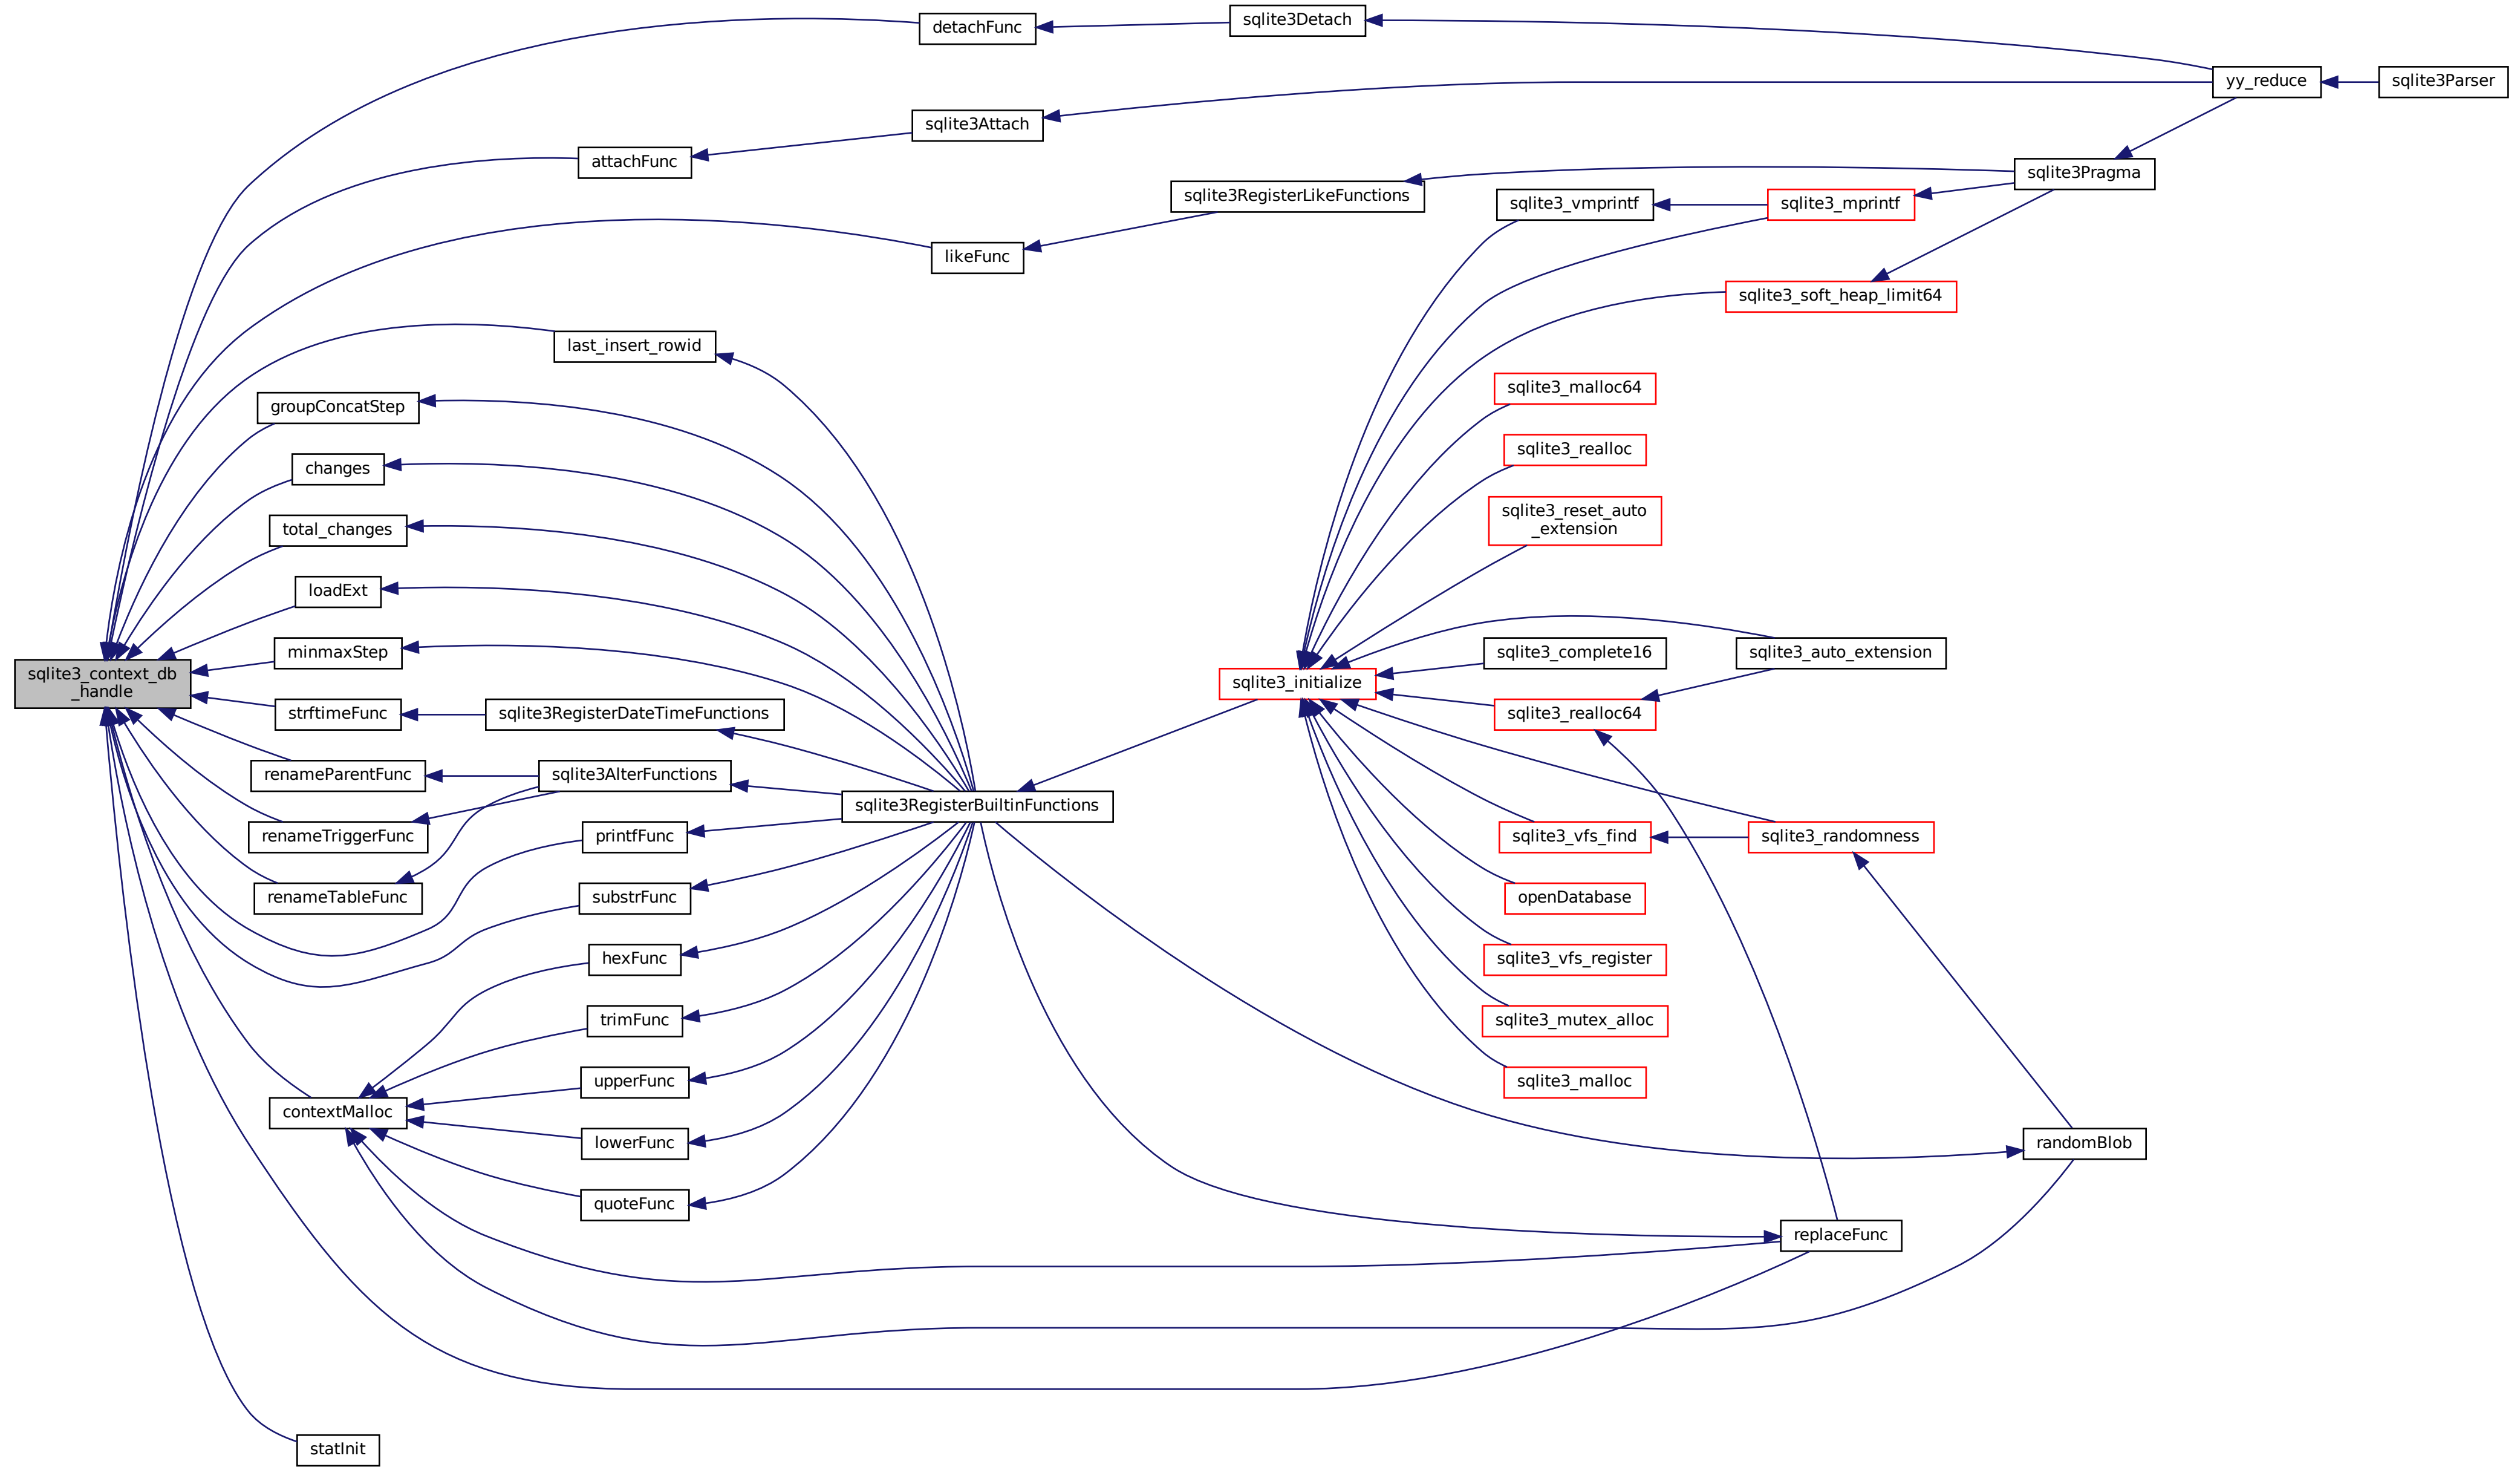 sqlite3Detach
detachFunc
yy_reduce
sqlite3Parser
sqlite3Attach
attachFunc
sqlite3Pragma
sqlite3RegisterLikeFunctions
sqlite3_vmprintf
sqlite3_mprintf
likeFunc
sqlite3_soft_heap_limit64
last_insert_rowid
sqlite3_malloc64
groupConcatStep
sqlite3_realloc
changes
sqlite3_reset_auto
_extension
total_changes
loadExt
minmaxStep
sqlite3_complete16
sqlite3_auto_extension
sqlite3_context_db
_handle
sqlite3_initialize
strftimeFunc
sqlite3RegisterDateTimeFunctions
sqlite3_realloc64
renameParentFunc
sqlite3AlterFunctions
sqlite3RegisterBuiltinFunctions
renameTriggerFunc
printfFunc
sqlite3_vfs_find
sqlite3_randomness
renameTableFunc
substrFunc
openDatabase
hexFunc
sqlite3_vfs_register
trimFunc
sqlite3_mutex_alloc
upperFunc
sqlite3_malloc
contextMalloc
lowerFunc
randomBlob
quoteFunc
replaceFunc
statInit